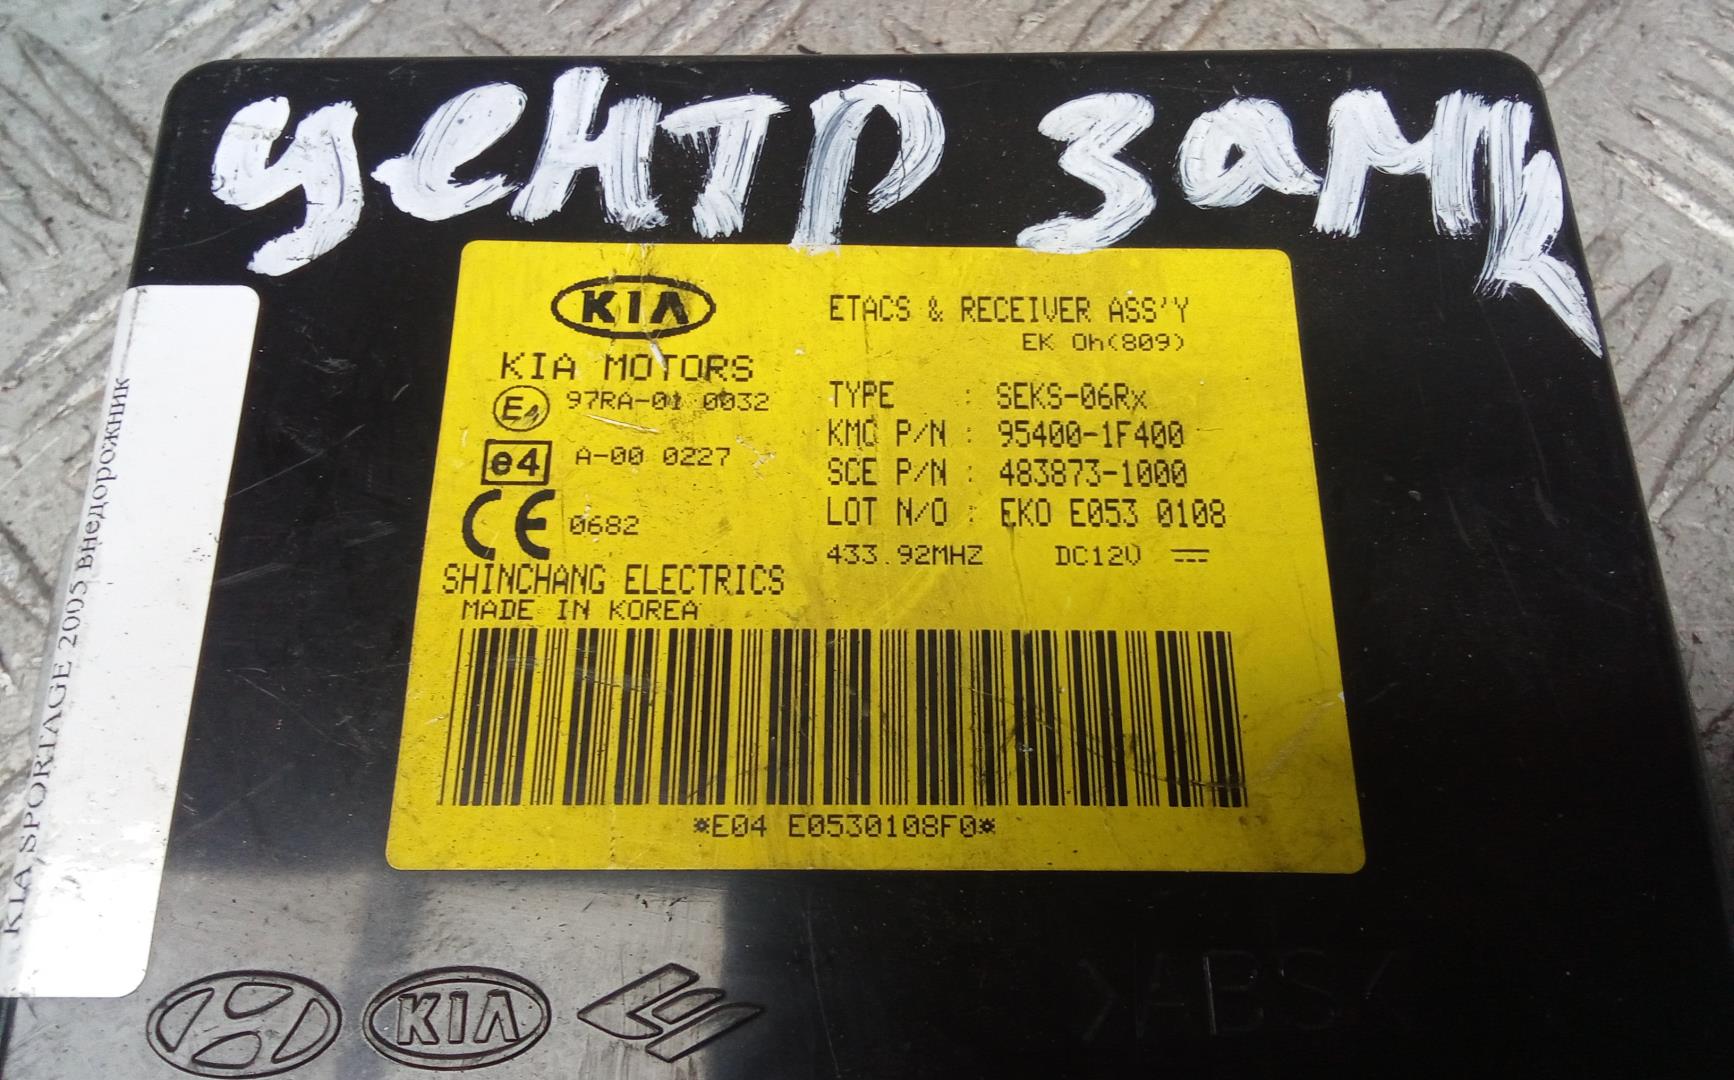 центр замк
KIA
KIA MOTORS
E4 97RA-01 0032
e4 A-00 0227
CE 0682
SHINCHANG ELECTRICS
MADE IN KOREA
ETACS & RECEIVER ASS'Y
EK Oh(809)
TYPE : SEKS-06Rx
KMC P/N : 95400-1F400
SCE P/N : 483873-1000
LOT N/O : EKO E053 0108
433.92MHZ DC12V
*E04 E0530108F0*
KIA SPORTAGE 2005 внедорожник
KIA
>ABS<